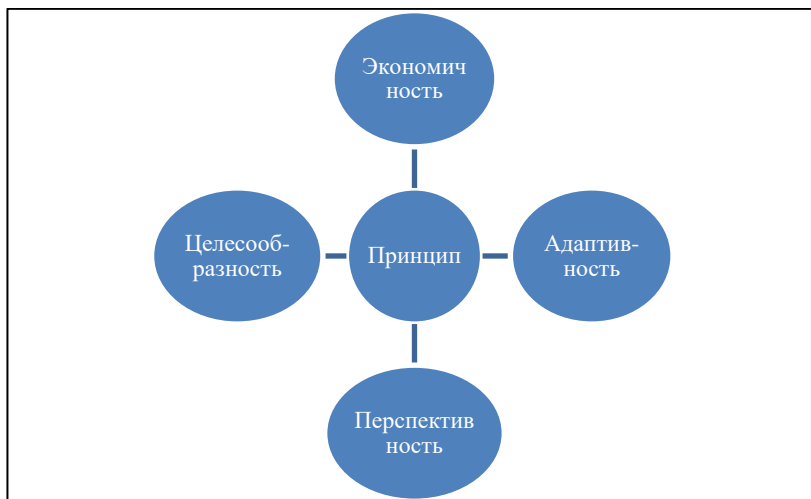 Экономич
ность
Целесооб-
разность
Принцип
Адаптив-
ность
Перспектив
ность